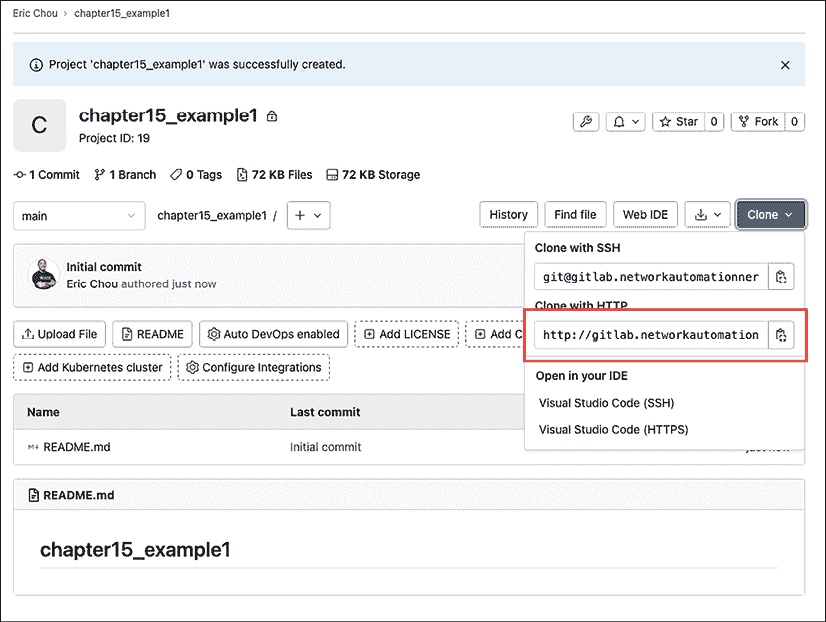 Eric Chou › chapter15_example1
Project 'chapter15_example1' was successfully created.
C
chapter15_example1
Project ID: 19
Star 0 Fork 0
1 Commit 1 Branch 0 Tags 72 KB Files 72 KB Storage
main chapter15_example1 / + History Find file Web IDE Clone
Clone with SSH
git@gitlab.networkautomationner
Clone with HTTP
http://gitlab.networkautomation
Open in your IDE
Visual Studio Code (SSH)
Visual Studio Code (HTTPS)
Initial commit
Eric Chou authored just now
Upload File README Auto DevOps enabled Add LICENSE Add C
Add Kubernetes cluster Configure Integrations
Name Last commit
README.md Initial commit just now
README.md
chapter15_example1